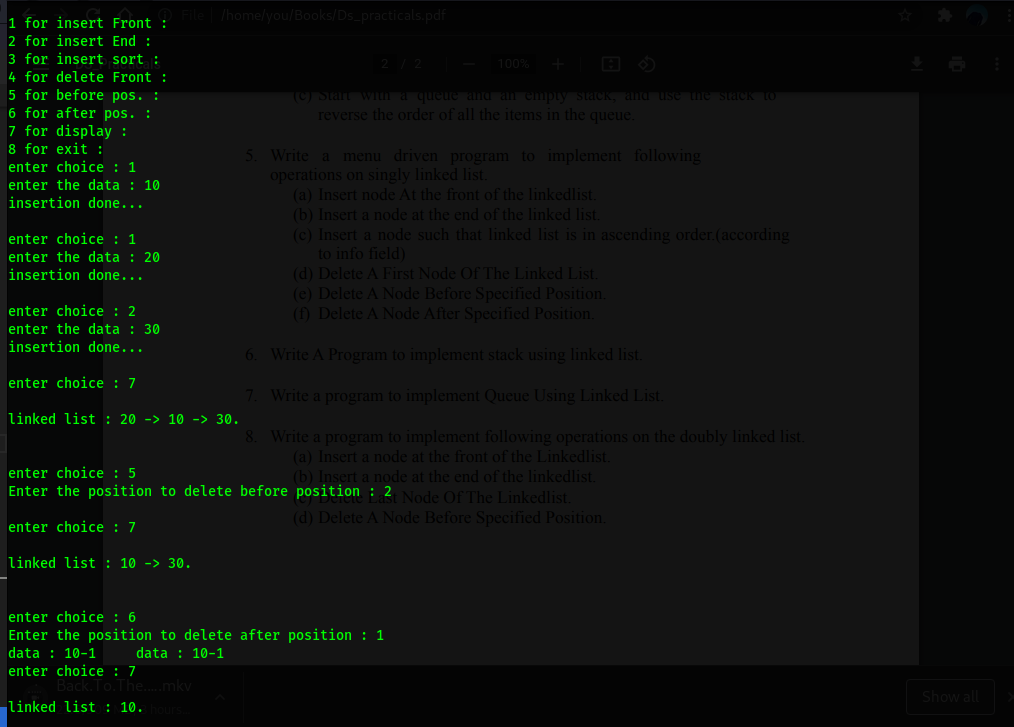 File | /home/you/Books/Ds_practicals.pdf
2 / 2
100%
1 for insert Front :
2 for insert End :
3 for insert sort :
4 for delete Front :
5 for before pos. :
6 for after pos. :
7 for display :
8 for exit :
enter choice : 1
enter the data : 10
insertion done...
enter choice : 1
enter the data : 20
insertion done...
enter choice : 2
enter the data : 30
insertion done...
enter choice : 7
linked list : 20 -> 10 -> 30.
enter choice : 5
Enter the position to delete before position : 2
enter choice : 7
linked list : 10 -> 30.
enter choice : 6
Enter the position to delete after position : 1
data : 10-1 data : 10-1
enter choice : 7
linked list : 10.
(c) Start with a queue and an empty stack, and use the stack to
reverse the order of all the items in the queue.
5. Write a menu driven program to implement following
operations on singly linked list.
(a) Insert node At the front of the linkedlist.
(b) Insert a node at the end of the linked list.
(c) Insert a node such that linked list is in ascending order.(according
to info field)
(d) Delete A First Node Of The Linked List.
(e) Delete A Node Before Specified Position.
(f) Delete A Node After Specified Position.
6. Write A Program to implement stack using linked list.
7. Write a program to implement Queue Using Linked List.
8. Write a program to implement following operations on the doubly linked list.
(a) Insert a node at the front of the Linkedlist.
(b) Insert a node at the end of the linkedlist.
(c) Delete Last Node Of The Linkedlist.
(d) Delete A Node Before Specified Position.
Back.To.The.....mkv
Show all